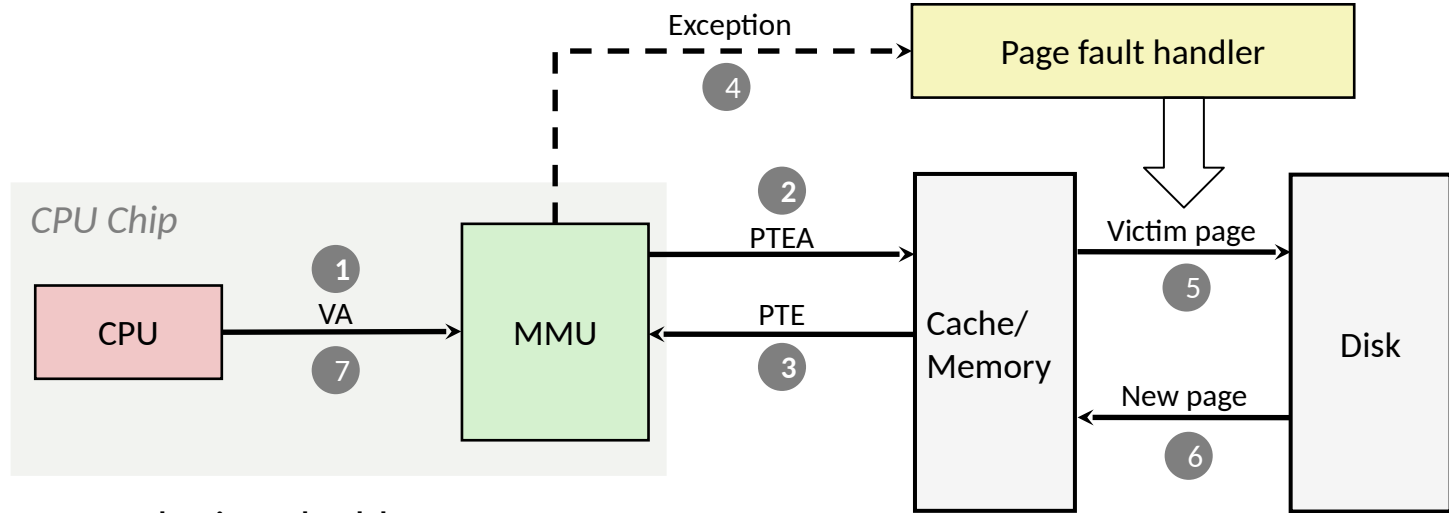 Exception
Page fault handler
4
CPU Chip
2
PTEA
Victim page
1
5
VA
PTE
CPU
MMU
Cache/
Memory
Disk
7
3
New page
6